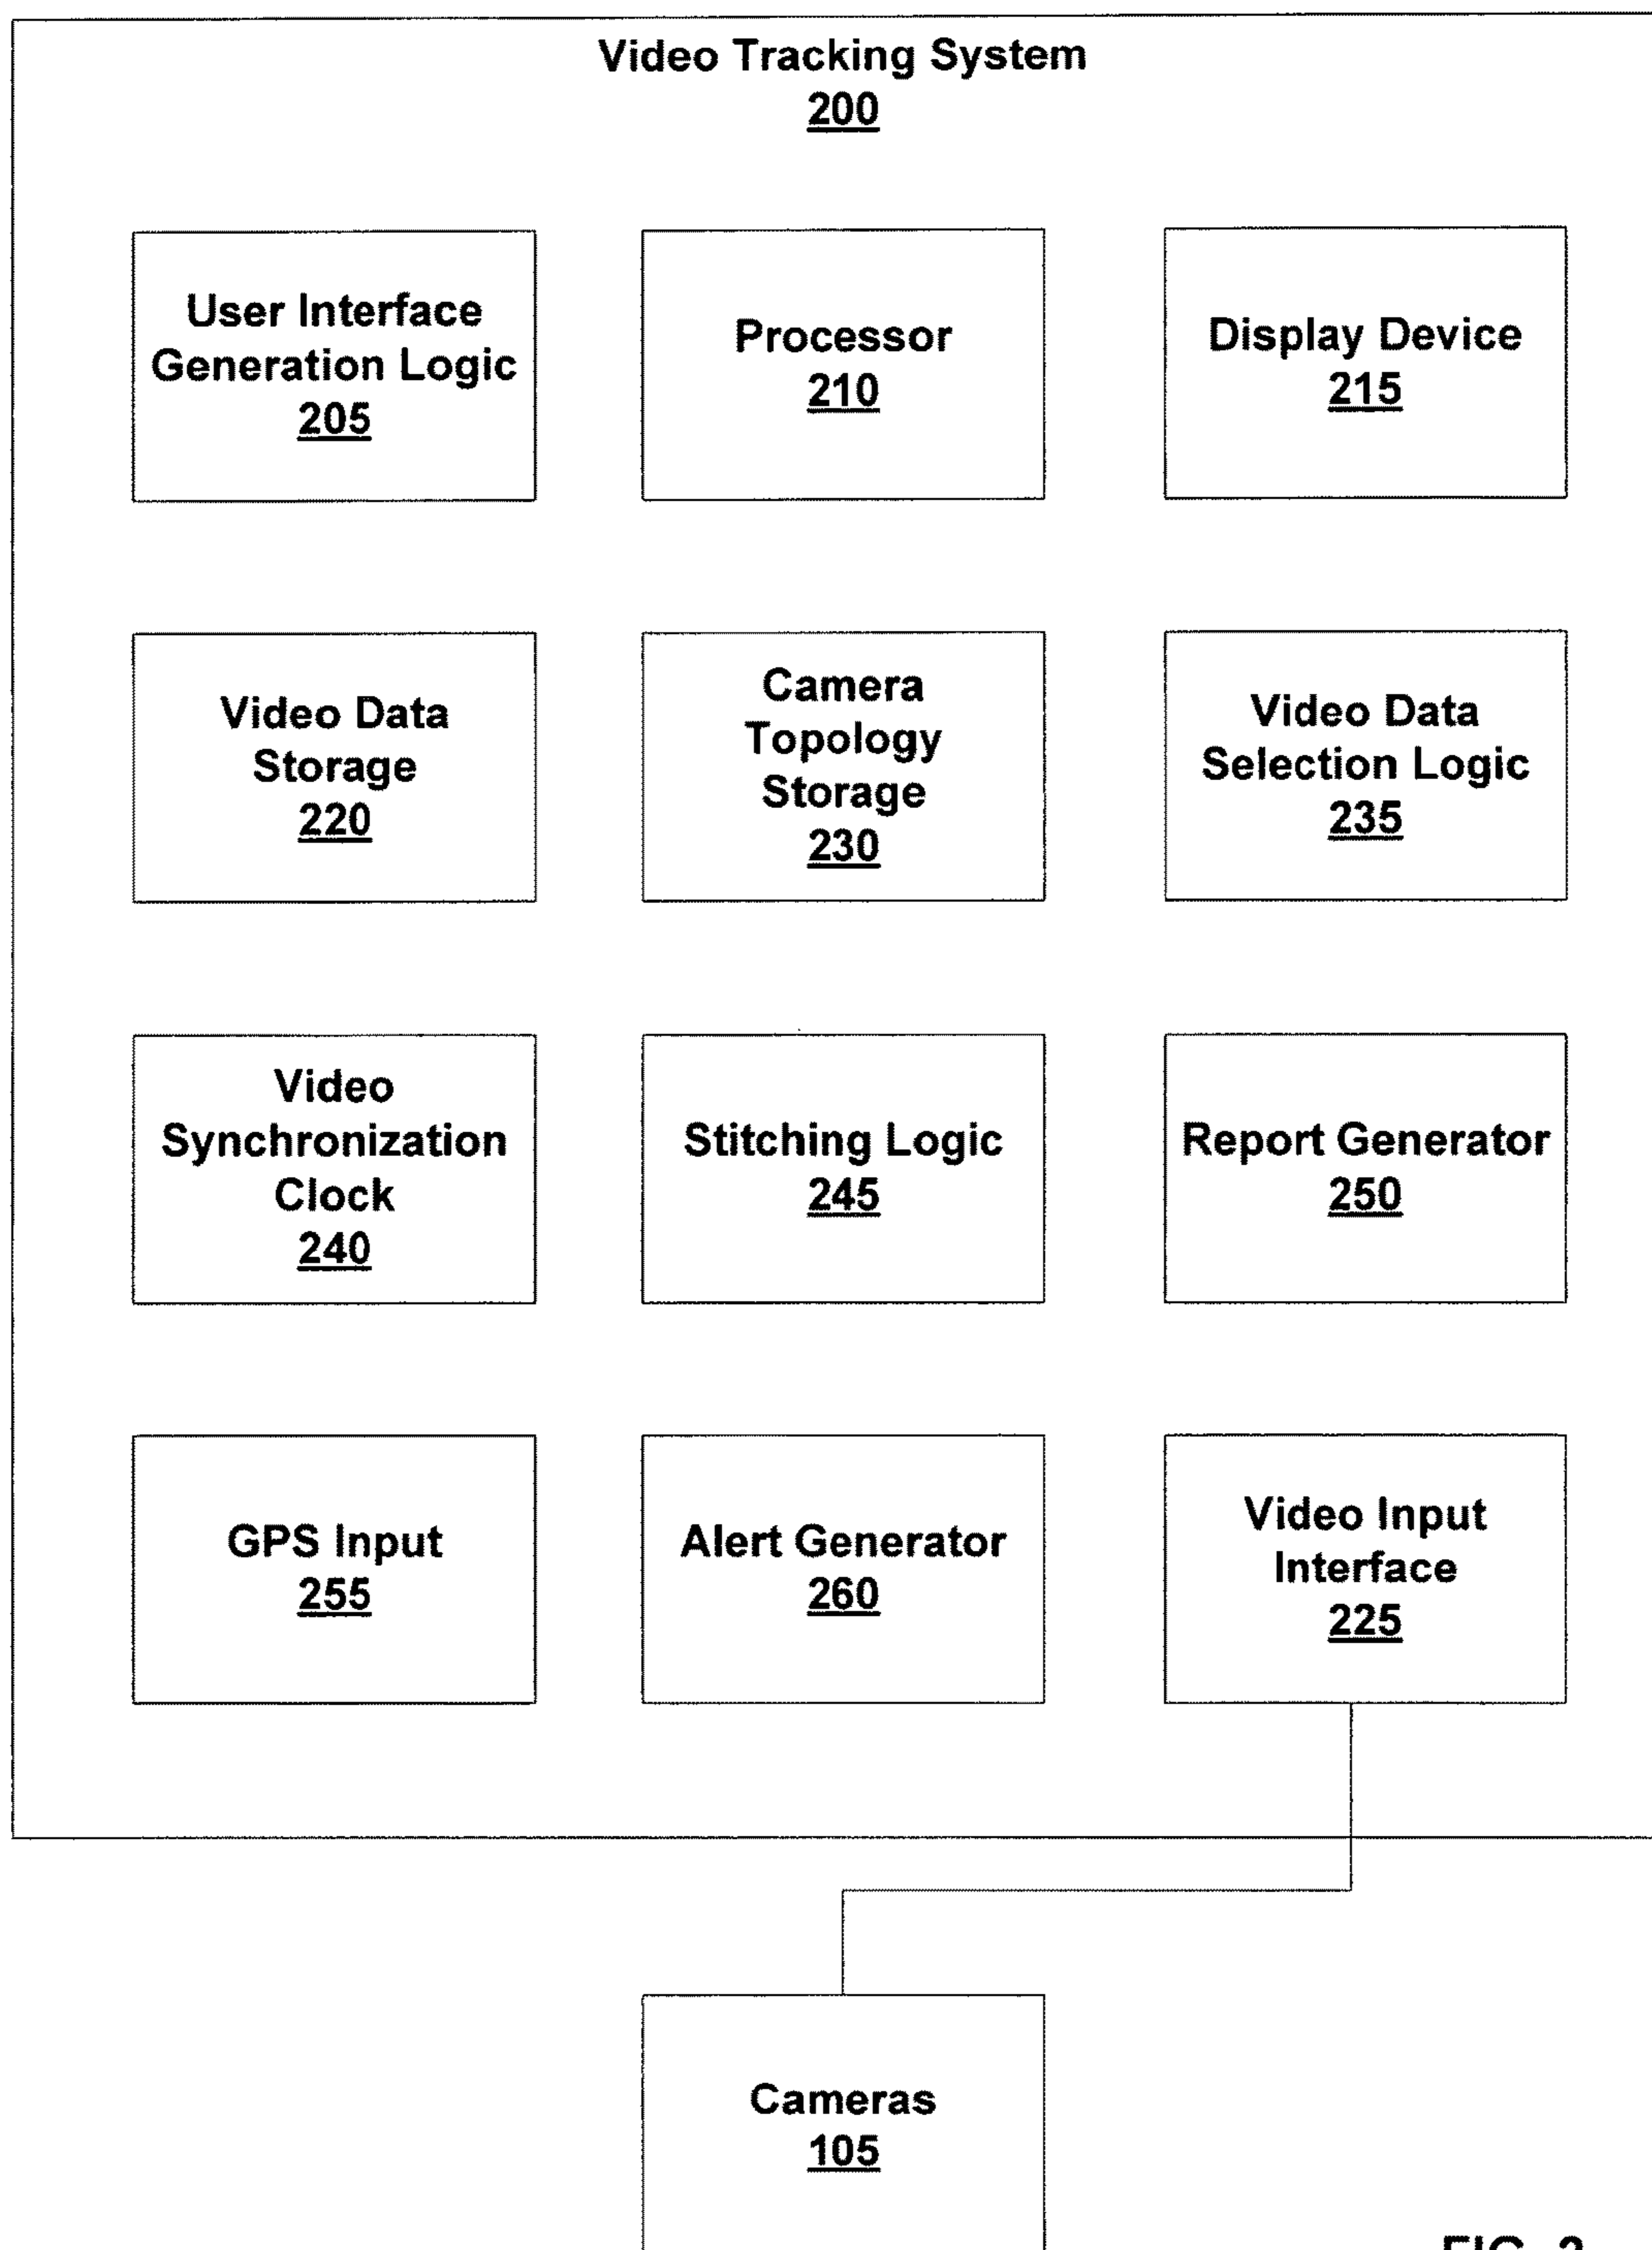 Video Tracking System
200
User Interface
Generation Logic
205
Processor
210
Display Device
215
Video Data
Storage
220
Camera
Topology
Storage
230
Video Data
Selection Logic
235
Video
Synchronization
Clock
240
Stitching Logic
245
Report Generator
250
GPS Input
255
Alert Generator
260
Video Input
Interface
225
Cameras
105
FIG. 2